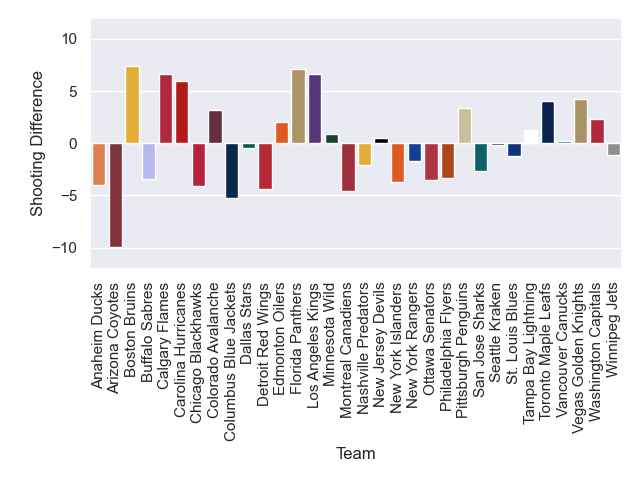 10
5
0
−5
−10
Shooting Difference
Anaheim Ducks
Arizona Coyotes
Boston Bruins
Buffalo Sabres
Calgary Flames
Carolina Hurricanes
Chicago Blackhawks
Colorado Avalanche
Columbus Blue Jackets
Dallas Stars
Detroit Red Wings
Edmonton Oilers
Florida Panthers
Los Angeles Kings
Minnesota Wild
Montreal Canadiens
Nashville Predators
New Jersey Devils
New York Islanders
New York Rangers
Ottawa Senators
Philadelphia Flyers
Pittsburgh Penguins
San Jose Sharks
Seattle Kraken
St. Louis Blues
Tampa Bay Lightning
Toronto Maple Leafs
Vancouver Canucks
Vegas Golden Knights
Washington Capitals
Winnipeg Jets
Team